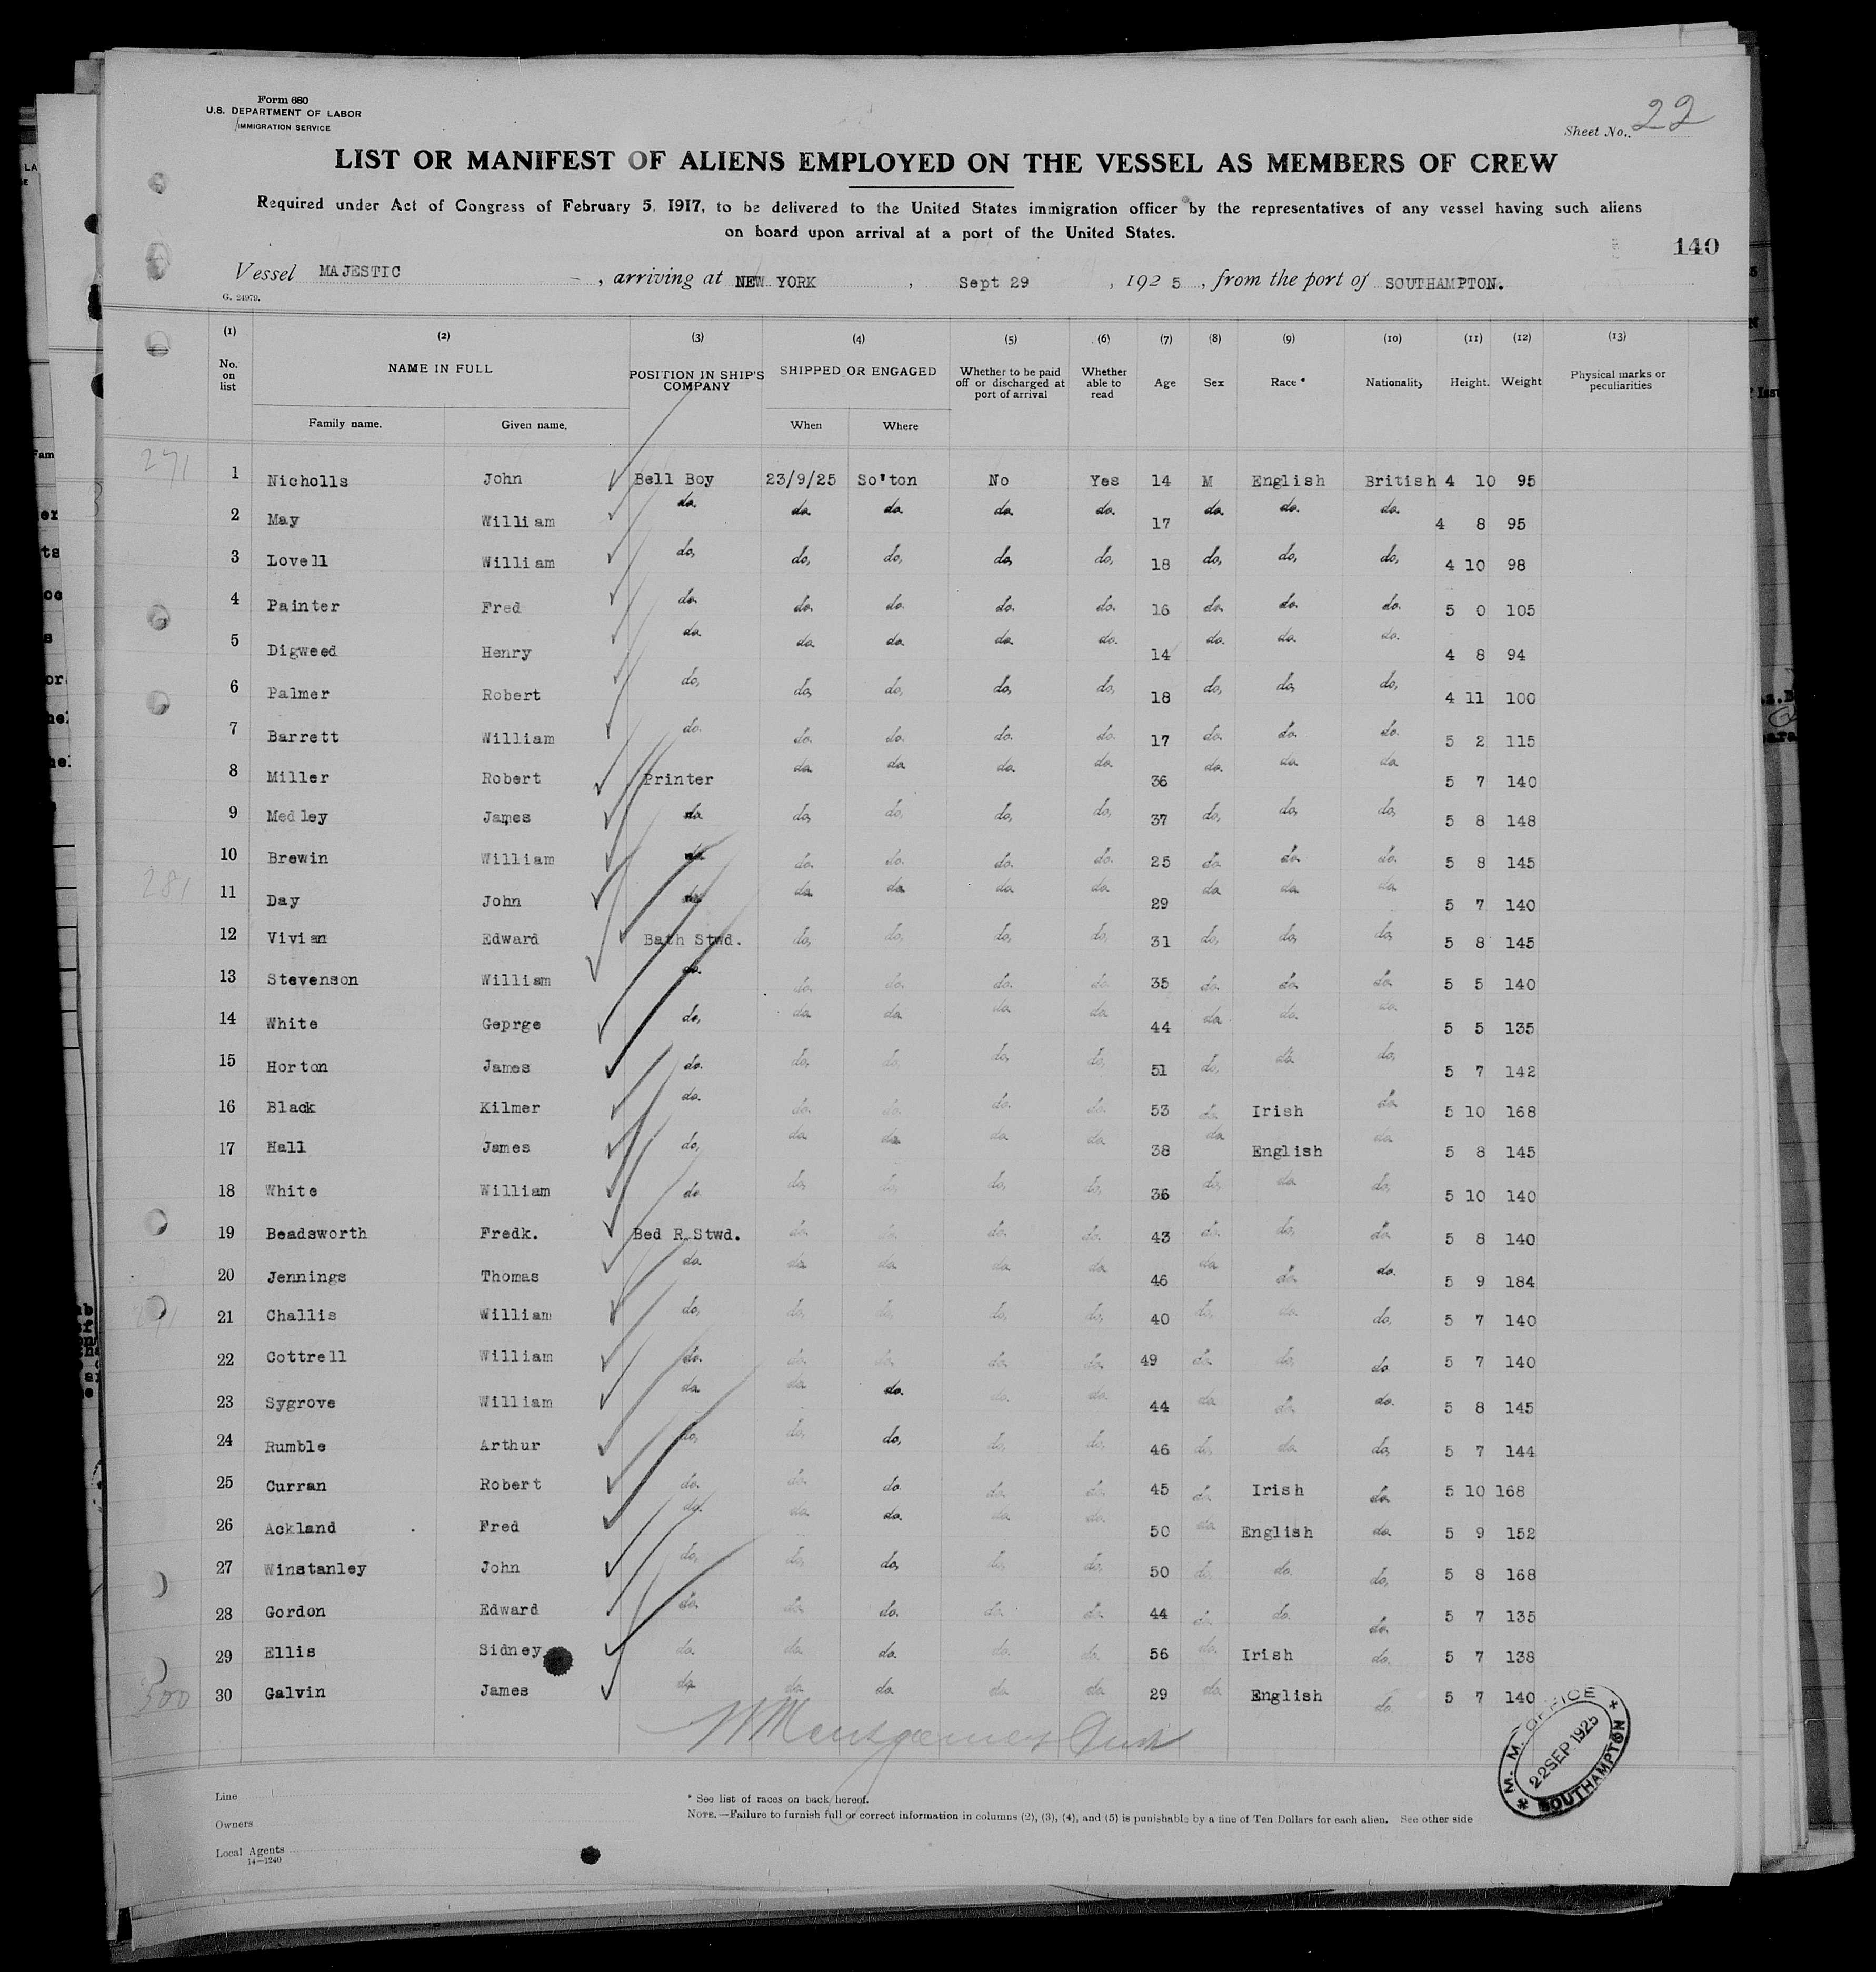 Form 680
U.S. DEPARTMENT OF LABOR
IMMIGRATION SERVICE
Sheet No. 22
LIST OR MANIFEST OF ALIENS EMPLOYED ON THE VESSEL AS MEMBERS OF CREW
Required under Act of Congress of February 5, 1917, to be delivered to the United States immigration officer by the representatives of any vessel having such aliens
on board upon arrival at a port of the United States.
140
Vessel MAJESTIC , arriving at NEW YORK , Sept 29 , 1925 , from the port of SOUTHAMPTON.
G. 24979.
(1) (2) (3) (4) (5) (6) (7) (8) (9) (10) (11) (12) (13)
No. on list NAME IN FULL POSITION IN SHIP'S COMPANY SHIPPED OR ENGAGED Whether to be paid off or discharged at port of arrival Whether able to read Age Sex Race * Nationality Height. Weight Physical marks or peculiarities
Family name. Given name. When Where
271 1 Nicholls John Bell Boy 23/9/25 So'ton No Yes 14 M English British 4 10 95
2 May William do. do. do. do. do. 17 do. do. do. 4 8 95
3 Lovell William do. do. do. do. do. 18 do. do. do. 4 10 98
4 Painter Fred do. do. do. do. do. 16 do. do. do. 5 0 105
5 Digweed Henry do. do. do. do. do. 14 do. do. do. 4 8 94
6 Palmer Robert do. do. do. do. do. 18 do. do. do. 4 11 100
7 Barrett William do. do. do. do. do. 17 do. do. do. 5 2 115
8 Miller Robert Printer do. do. do. do. 36 do. do. do. 5 7 140
9 Medley James do. do. do. do. do. 37 do. do. do. 5 8 148
10 Brewin William do. do. do. do. do. 25 do. do. do. 5 8 145
281 11 Day John do. do. do. do. do. 29 do. do. do. 5 7 140
12 Vivian Edward Bath Stwd. do. do. do. do. 31 do. do. do. 5 8 145
13 Stevenson William do. do. do. do. do. 35 do. do. do. 5 5 140
14 White Geprge do. do. do. do. do. 44 do. do. do. 5 5 135
15 Horton James do. do. do. do. do. 51 do. do. do. 5 7 142
16 Black Kilmer do. do. do. do. do. 53 do. Irish do. 5 10 168
17 Hall James do. do. do. do. do. 38 do. English do. 5 8 145
18 White William do. do. do. do. do. 36 do. do. do. 5 10 140
19 Beadsworth Fredk. Bed R.Stwd. do. do. do. do. 43 do. do. do. 5 8 140
20 Jennings Thomas do. do. do. do. do. 46 do. do. do. 5 9 184
291 21 Challis William do. do. do. do. do. 40 do. do. do. 5 7 140
22 Cottrell William do. do. do. do. do. 49 do. do. do. 5 7 140
23 Sygrove William do. do. do. do. do. 44 do. do. do. 5 8 145
24 Rumble Arthur do. do. do. do. do. 46 do. do. do. 5 7 144
25 Curran Robert do. do. do. do. do. 45 do. Irish do. 5 10 168
26 Ackland Fred do. do. do. do. do. 50 do. English do. 5 9 152
27 Winstanley John do. do. do. do. do. 50 do. do. do. 5 8 168
28 Gordon Edward do. do. do. do. do. 44 do. do. do. 5 7 135
29 Ellis Sidney do. do. do. do. do. 56 do. Irish do. 5 7 138
300 30 Galvin James do. do. do. do. do. 29 do. English do. 5 7 140
M. M. OFFICE
22 SEP 1925
SOUTHAMPTON
Line
Owners
Local Agents
14—1240
* See list of races on back hereof.
NOTE.—Failure to furnish full or correct information in columns (2), (3), (4), and (5) is punishable by a fine of Ten Dollars for each alien. See other side